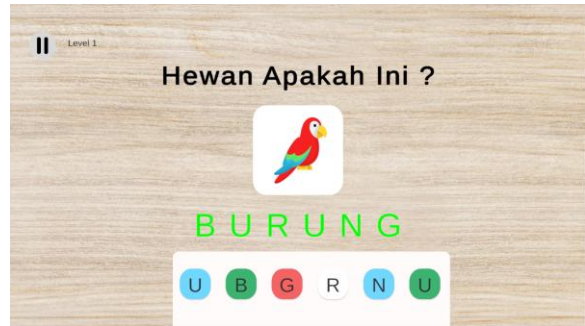 Level 1
Hewan Apakah Ini ?
B U R U N G
U B G R N U